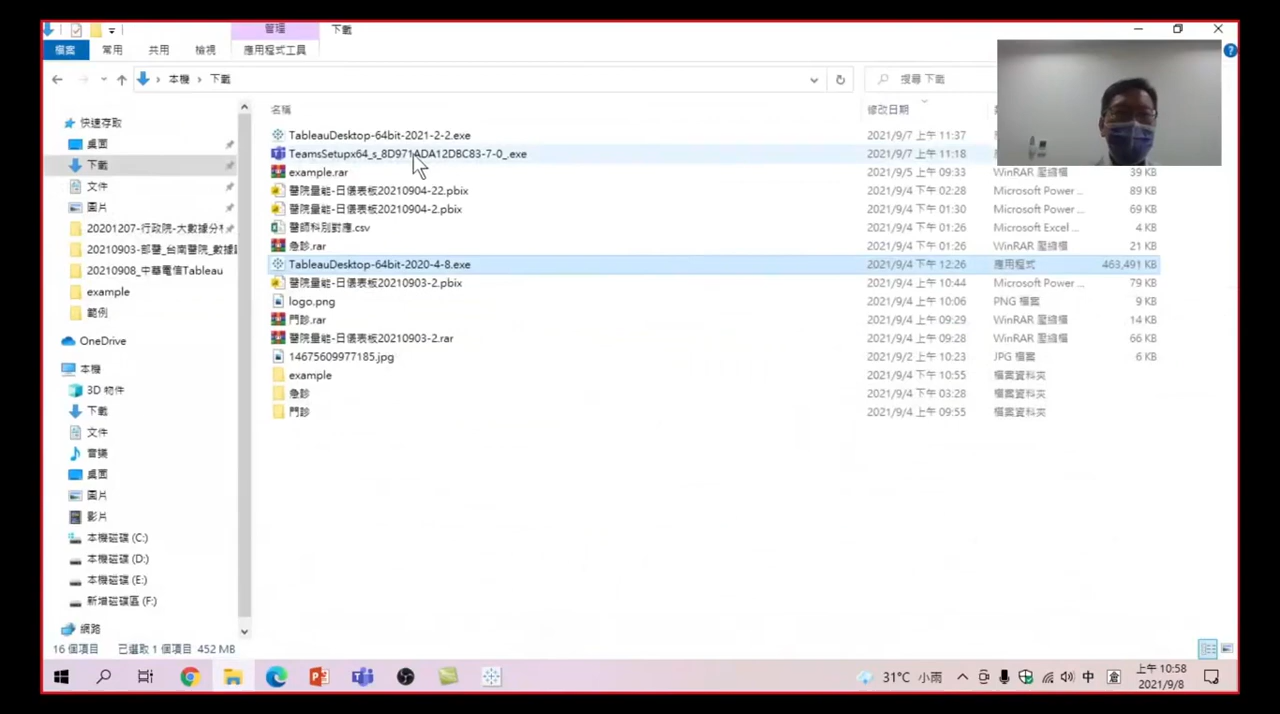 管理
下載
檔案 常用 共用 檢視 應用程式工具
本機 › 下載
搜尋 下載
快速存取
桌面
下載
文件
圖片
20201207-行政院-大數據分
20210903-部醫_台南醫院_數據
20210908_中華電信Tableau
example
範例
OneDrive
本機
3D 物件
下載
文件
音樂
桌面
圖片
影片
本機磁碟 (C:)
本機磁碟 (D:)
本機磁碟 (E:)
新增磁碟區 (F:)
網路
名稱 修改日期
TableauDesktop-64bit-2021-2-2.exe 2021/9/7 上午 11:37
TeamsSetupx64_s_8D971ADA12DBC83-7-0_.exe 2021/9/7 上午 11:18
example.rar 2021/9/5 上午 09:33 WinRAR 壓縮檔 39 KB
醫院量能-日儀表板20210904-22.pbix 2021/9/4 下午 02:28 Microsoft Power ... 89 KB
醫院量能-日儀表板20210904-2.pbix 2021/9/4 下午 01:30 Microsoft Power ... 69 KB
醫師科別對應.csv 2021/9/4 下午 01:26 Microsoft Excel ... 4 KB
急診.rar 2021/9/4 下午 01:26 WinRAR 壓縮檔 21 KB
TableauDesktop-64bit-2020-4-8.exe 2021/9/4 下午 12:26 應用程式 463,491 KB
醫院量能-日儀表板20210903-2.pbix 2021/9/4 上午 10:44 Microsoft Power ... 79 KB
logo.png 2021/9/4 上午 10:06 PNG 檔案 9 KB
門診.rar 2021/9/4 上午 09:29 WinRAR 壓縮檔 14 KB
醫院量能-日儀表板20210903-2.rar 2021/9/4 上午 09:28 WinRAR 壓縮檔 66 KB
14675609977185.jpg 2021/9/2 上午 10:23 JPG 檔案 6 KB
example 2021/9/4 上午 10:55 檔案資料夾
急診 2021/9/4 下午 03:28 檔案資料夾
門診 2021/9/4 上午 09:55 檔案資料夾
16 個項目 已選取 1 個項目 452 MB
31°C 小雨 中 倉 上午 10:58
2021/9/8